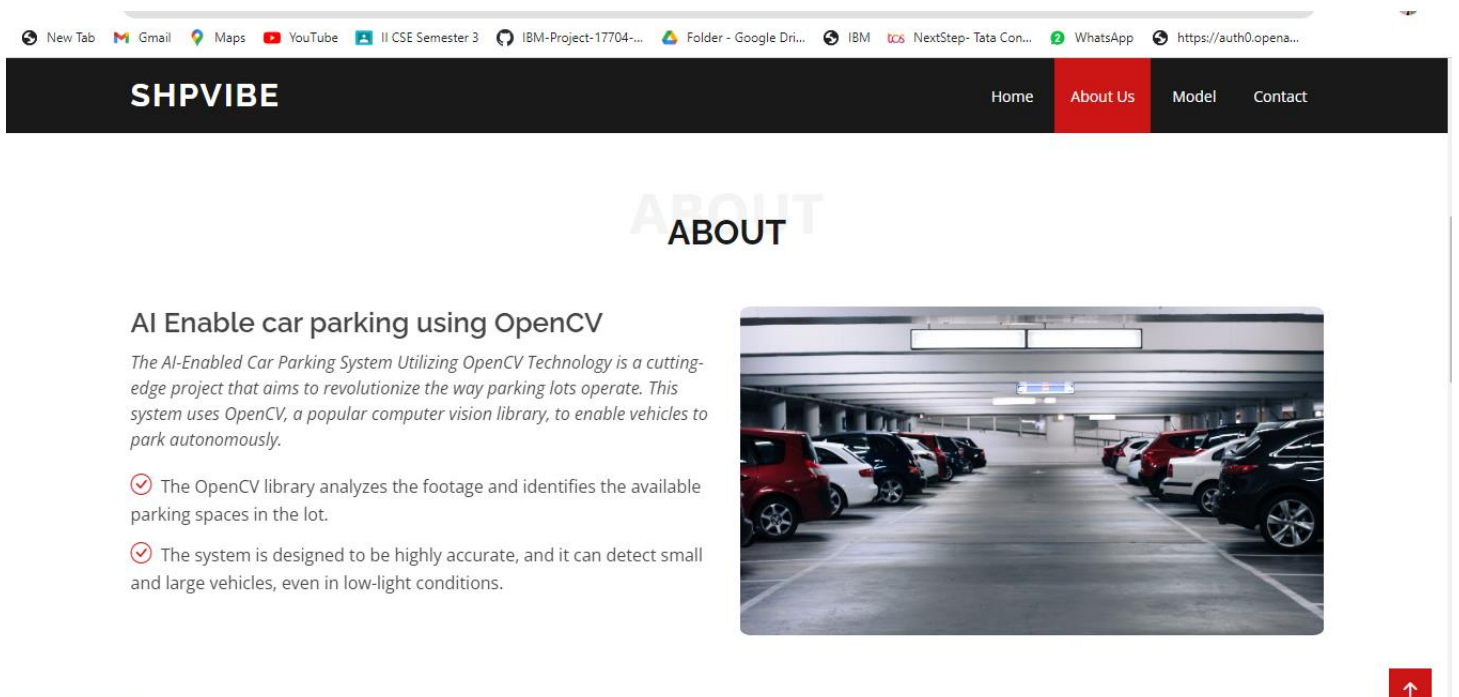 New Tab Gmail Maps YouTube II CSE Semester 3 IBM-Project-17704-... Folder - Google Dri... IBM tcs NextStep- Tata Con... 2 WhatsApp https://auth0.opena...
SHPVIBE Home About Us Model Contact
ABOUT
ABOUT
AI Enable car parking using OpenCV
The AI-Enabled Car Parking System Utilizing OpenCV Technology is a cutting-
edge project that aims to revolutionize the way parking lots operate. This
system uses OpenCV, a popular computer vision library, to enable vehicles to
park autonomously.
The OpenCV library analyzes the footage and identifies the available
parking spaces in the lot.
The system is designed to be highly accurate, and it can detect small
and large vehicles, even in low-light conditions.